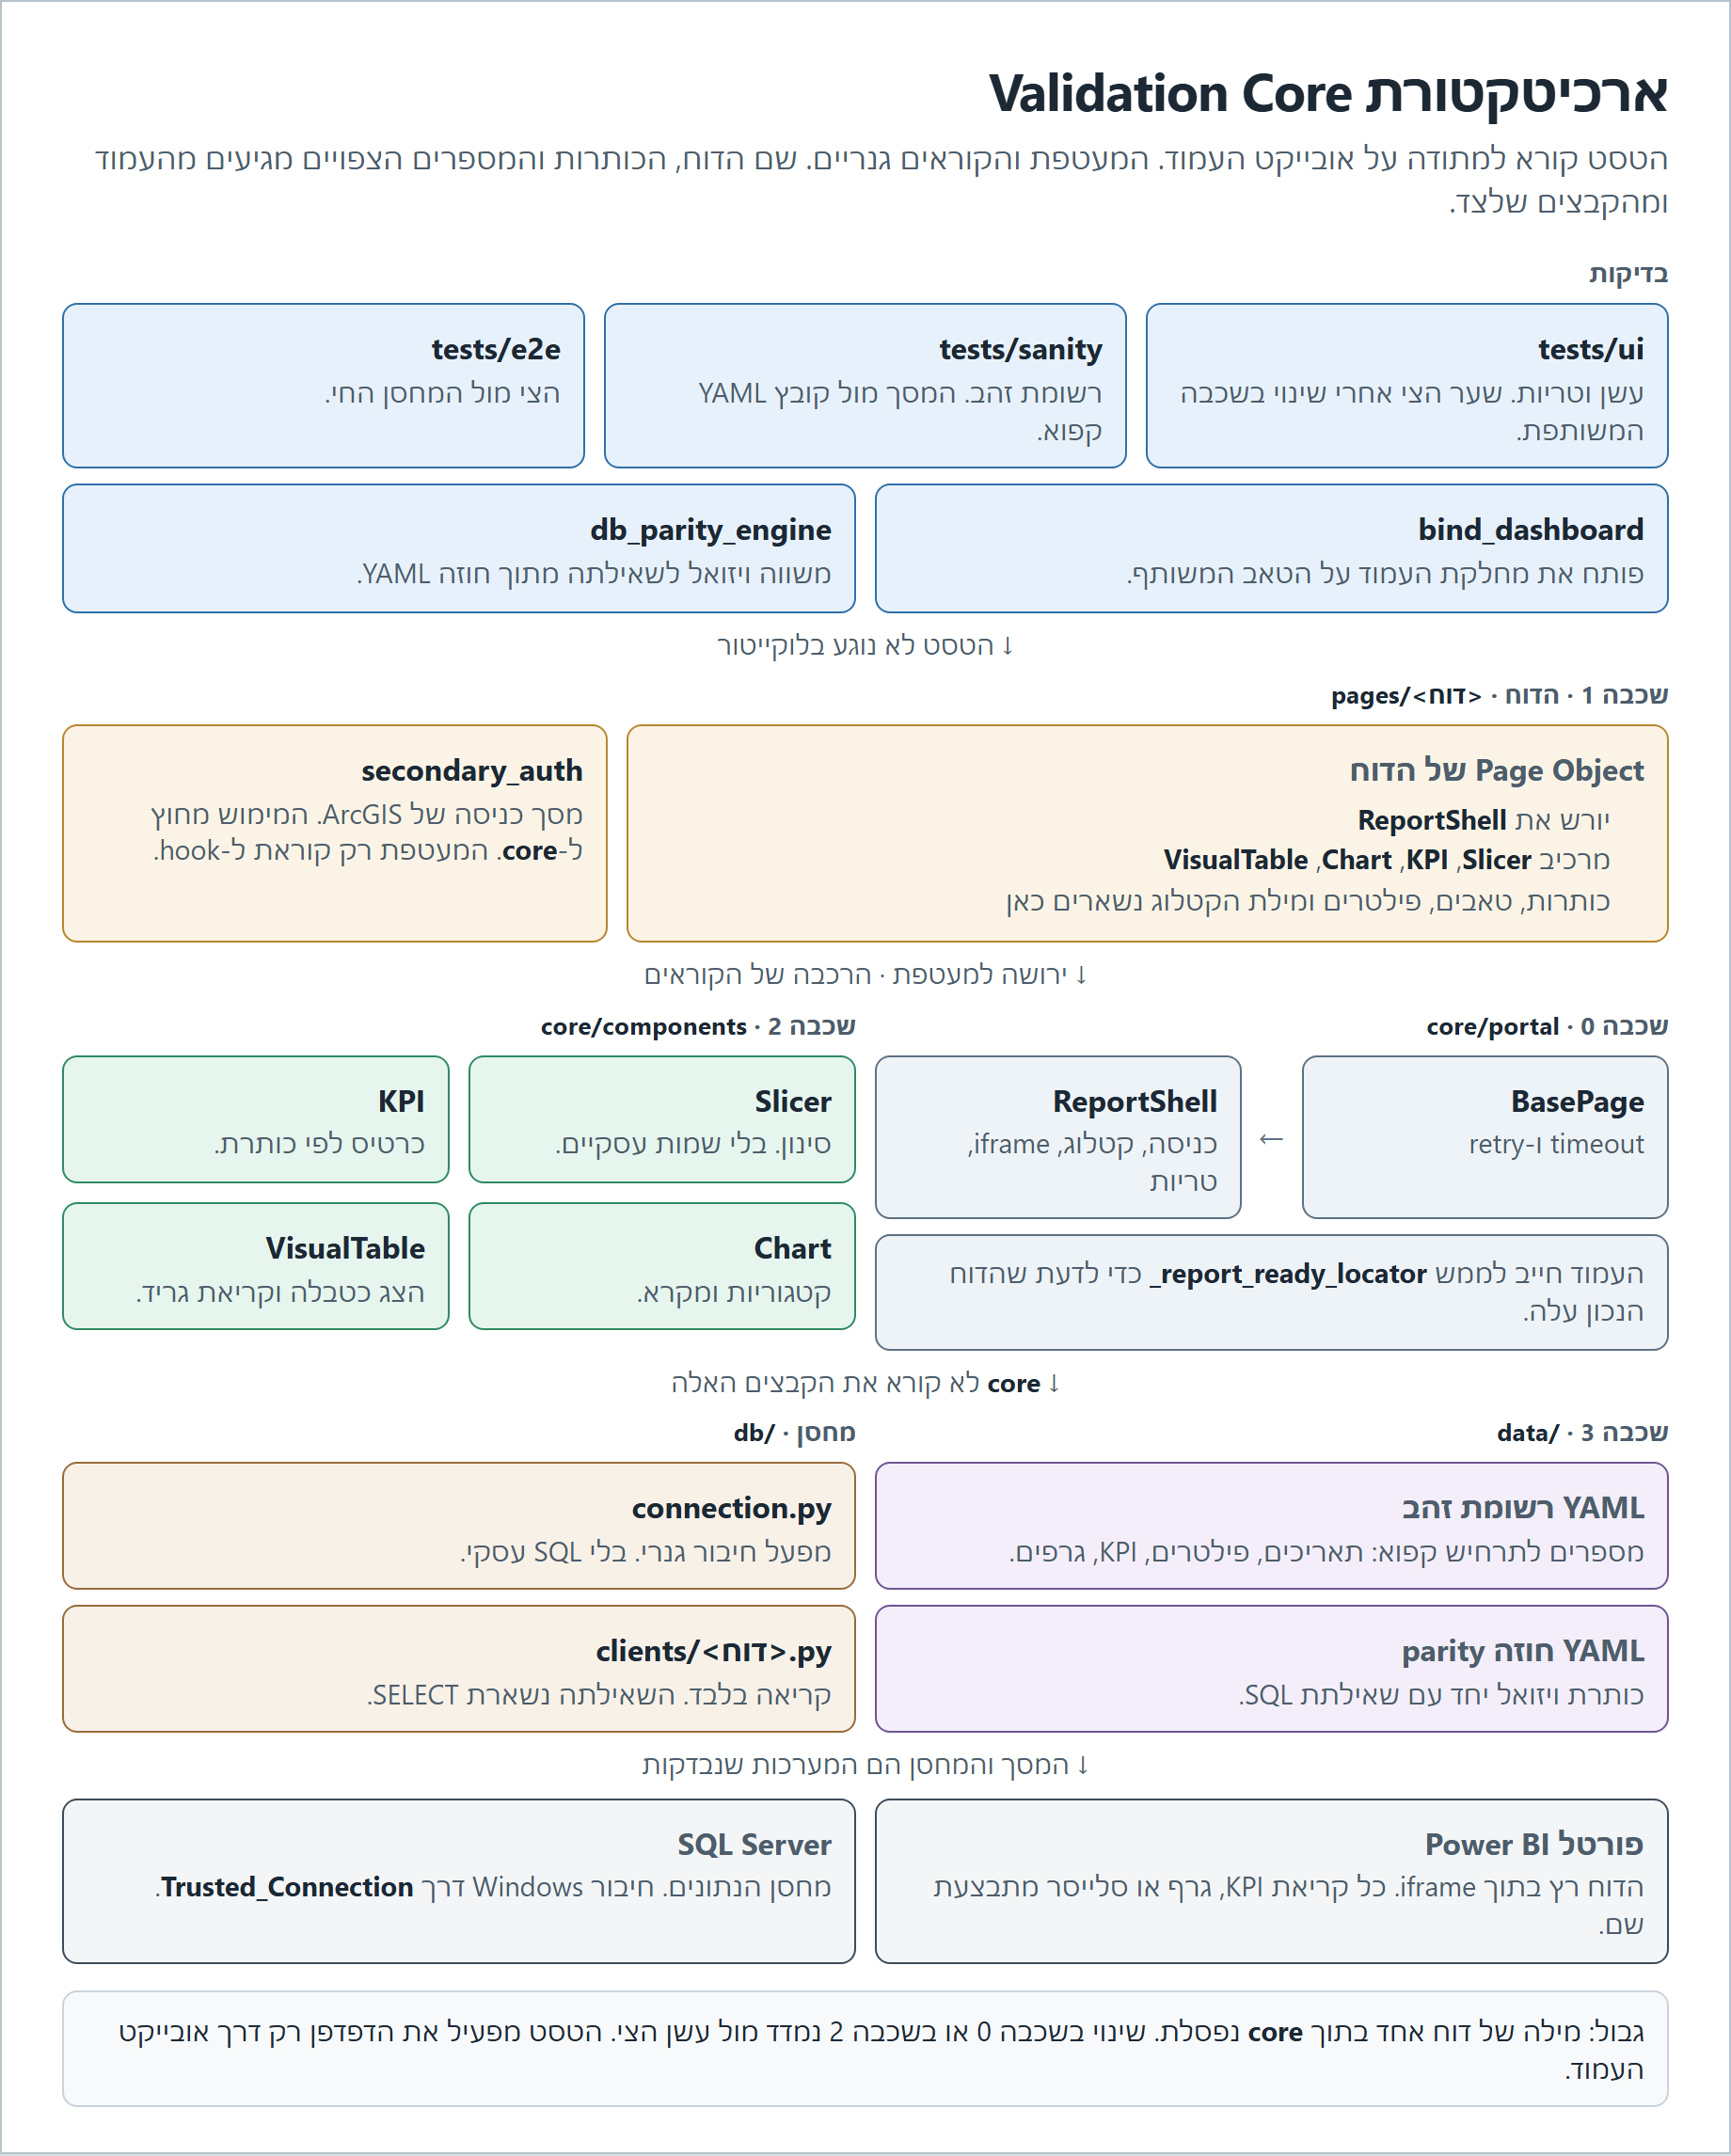 ארכיטקטורת Validation Core
הטסט קורא למתודה על אובייקט העמוד. המעטפת והקוראים גנריים. שם הדוח, הכותרות והמספרים הצפויים מגיעים מהעמוד
ומהקבצים שלצד.
בדיקות
tests/ui
עשן וטריות. שער הצי אחרי שינוי בשכבה
המשותפת.
tests/sanity
רשומת זהב. המסך מול קובץ YAML
קפוא.
tests/e2e
הצי מול המחסן החי.
bind_dashboard
פותח את מחלקת העמוד על הטאב המשותף.
db_parity_engine
משווה ויזואל לשאילתה מתוך חוזה YAML.
↓ הטסט לא נוגע בלוקייטור
שכבה 1 · הדוח · pages/<דוח>
Page Object של הדוח
יורש את ReportShell
מרכיב Slicer, KPI, Chart, VisualTable
כותרות, טאבים, פילטרים ומילת הקטלוג נשארים כאן
secondary_auth
מסך כניסה של ArcGIS. המימוש מחוץ
ל-core. המעטפת רק קוראת ל-hook.
↓ ירושה למעטפת · הרכבה של הקוראים
שכבה 0 · core/portal
BasePage
timeout ו-retry
←
ReportShell
כניסה, קטלוג, iframe,
טריות
העמוד חייב לממש _report_ready_locator כדי לדעת שהדוח
הנכון עלה.
שכבה 2 · core/components
Slicer
סינון. בלי שמות עסקיים.
KPI
כרטיס לפי כותרת.
Chart
קטגוריות ומקרא.
VisualTable
הצג כטבלה וקריאת גריד.
↓ core לא קורא את הקבצים האלה
שכבה 3 · data/
YAML רשומת זהב
מספרים לתרחיש קפוא: תאריכים, פילטרים, KPI, גרפים.
YAML חוזה parity
כותרת ויזואל יחד עם שאילתת SQL.
מחסן · db/
connection.py
מפעל חיבור גנרי. בלי SQL עסקי.
clients/<דוח>.py
קריאה בלבד. השאילתה נשארת SELECT.
↓ המסך והמחסן הם המערכות שנבדקות
פורטל Power BI
הדוח רץ בתוך iframe. כל קריאת KPI, גרף או סלייסר מתבצעת
שם.
SQL Server
מחסן הנתונים. חיבור Windows דרך Trusted_Connection.
גבול: מילה של דוח אחד בתוך core נפסלת. שינוי בשכבה 0 או בשכבה 2 נמדד מול עשן הצי. הטסט מפעיל את הדפדפן רק דרך אובייקט
העמוד.